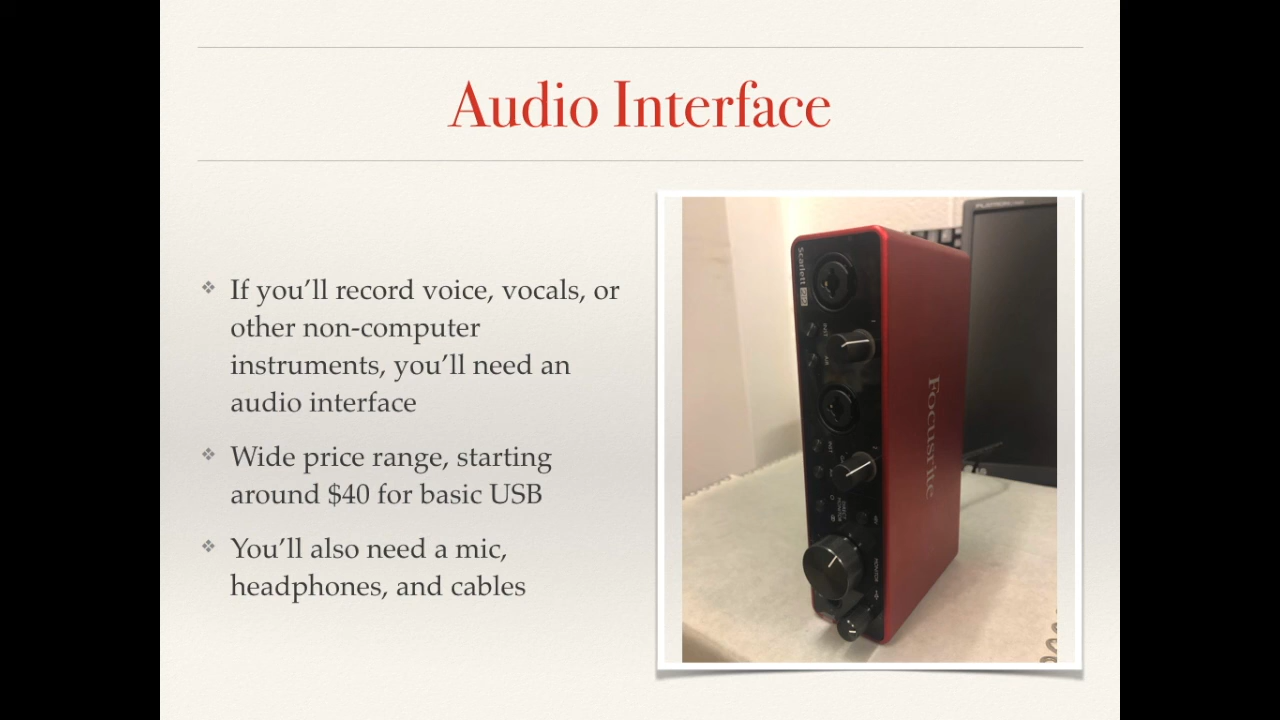 Audio Interface
If you'll record voice, vocals, or
other non-computer
instruments, you'll need an
audio interface
Wide price range, starting
around $40 for basic USB
You'll also need a mic,
headphones, and cables
Scarlett
Focusrite